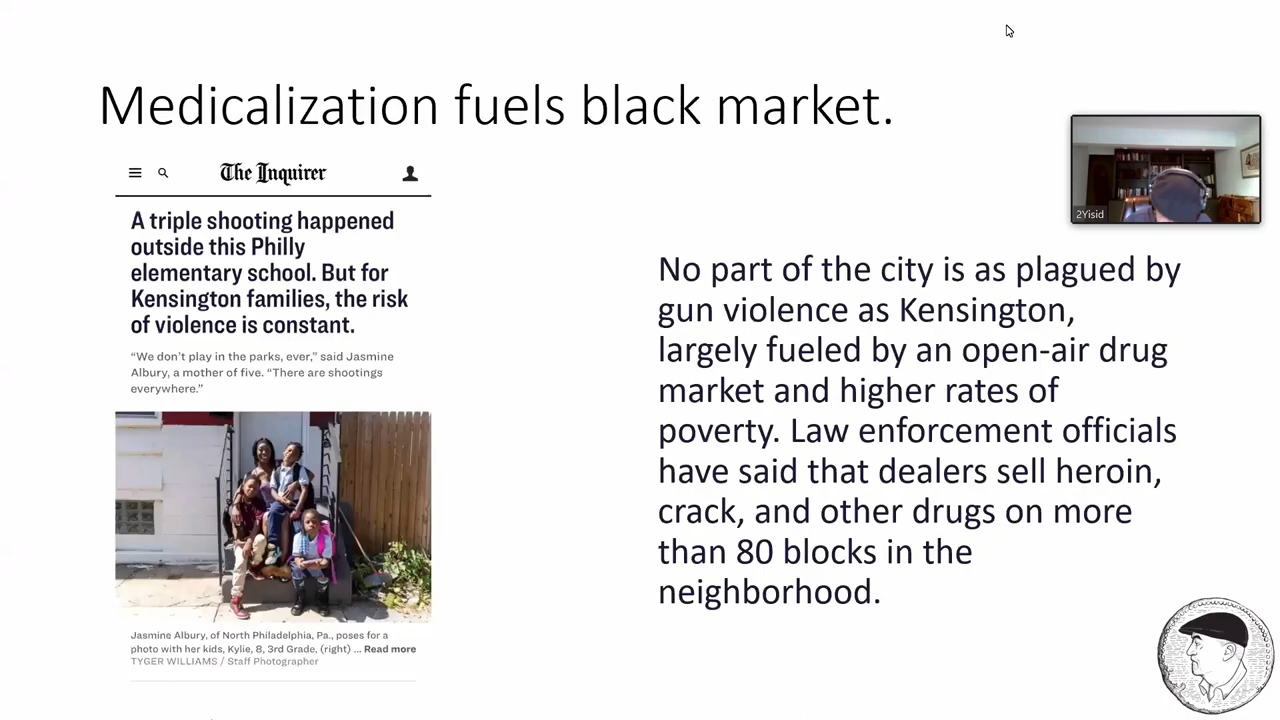 Medicalization fuels black market.
The Inquirer
A triple shooting happened
outside this Philly
elementary school. But for
Kensington families, the risk
of violence is constant.
“We don’t play in the parks, ever,” said Jasmine
Albury, a mother of five. “There are shootings
everywhere.”
Jasmine Albury, of North Philadelphia, Pa., poses for a
photo with her kids, Kylie, 8, 3rd Grade, (right) ... Read more
TYGER WILLIAMS / Staff Photographer
2Yisid
No part of the city is as plagued by
gun violence as Kensington,
largely fueled by an open-air drug
market and higher rates of
poverty. Law enforcement officials
have said that dealers sell heroin,
crack, and other drugs on more
than 80 blocks in the
neighborhood.